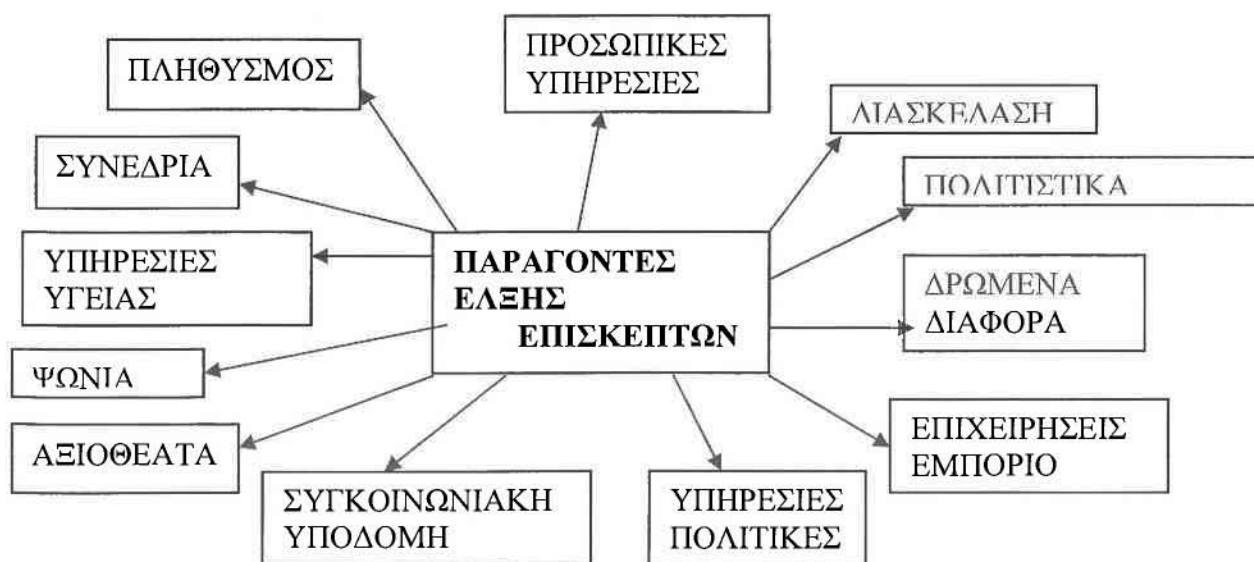 ΠΡΟΣΩΠΙΚΕΣ
ΥΠΗΡΕΣΙΕΣ
ΠΛΗΘΥΣΜΟΣ
ΔΙΑΣΚΕΔΑΣΗ
ΣΥΝΕΔΡΙΑ
ΠΟΛΙΤΙΣΤΙΚΑ
ΥΠΗΡΕΣΙΕΣ
ΥΓΕΙΑΣ
ΠΑΡΑΓΟΝΤΕΣ
ΕΛΞΗΣ
ΕΠΙΣΚΕΠΤΩΝ
ΔΡΩΜΕΝΑ
ΔΙΑΦΟΡΑ
ΨΩΝΙΑ
ΑΞΙΟΘΕΑΤΑ
ΕΠΙΧΕΙΡΗΣΕΙΣ
ΕΜΠΟΡΙΟ
ΣΥΓΚΟΙΝΩΝΙΑΚΗ
ΥΠΟΔΟΜΗ
ΥΠΗΡΕΣΙΕΣ
ΠΟΛΙΤΙΚΕΣ